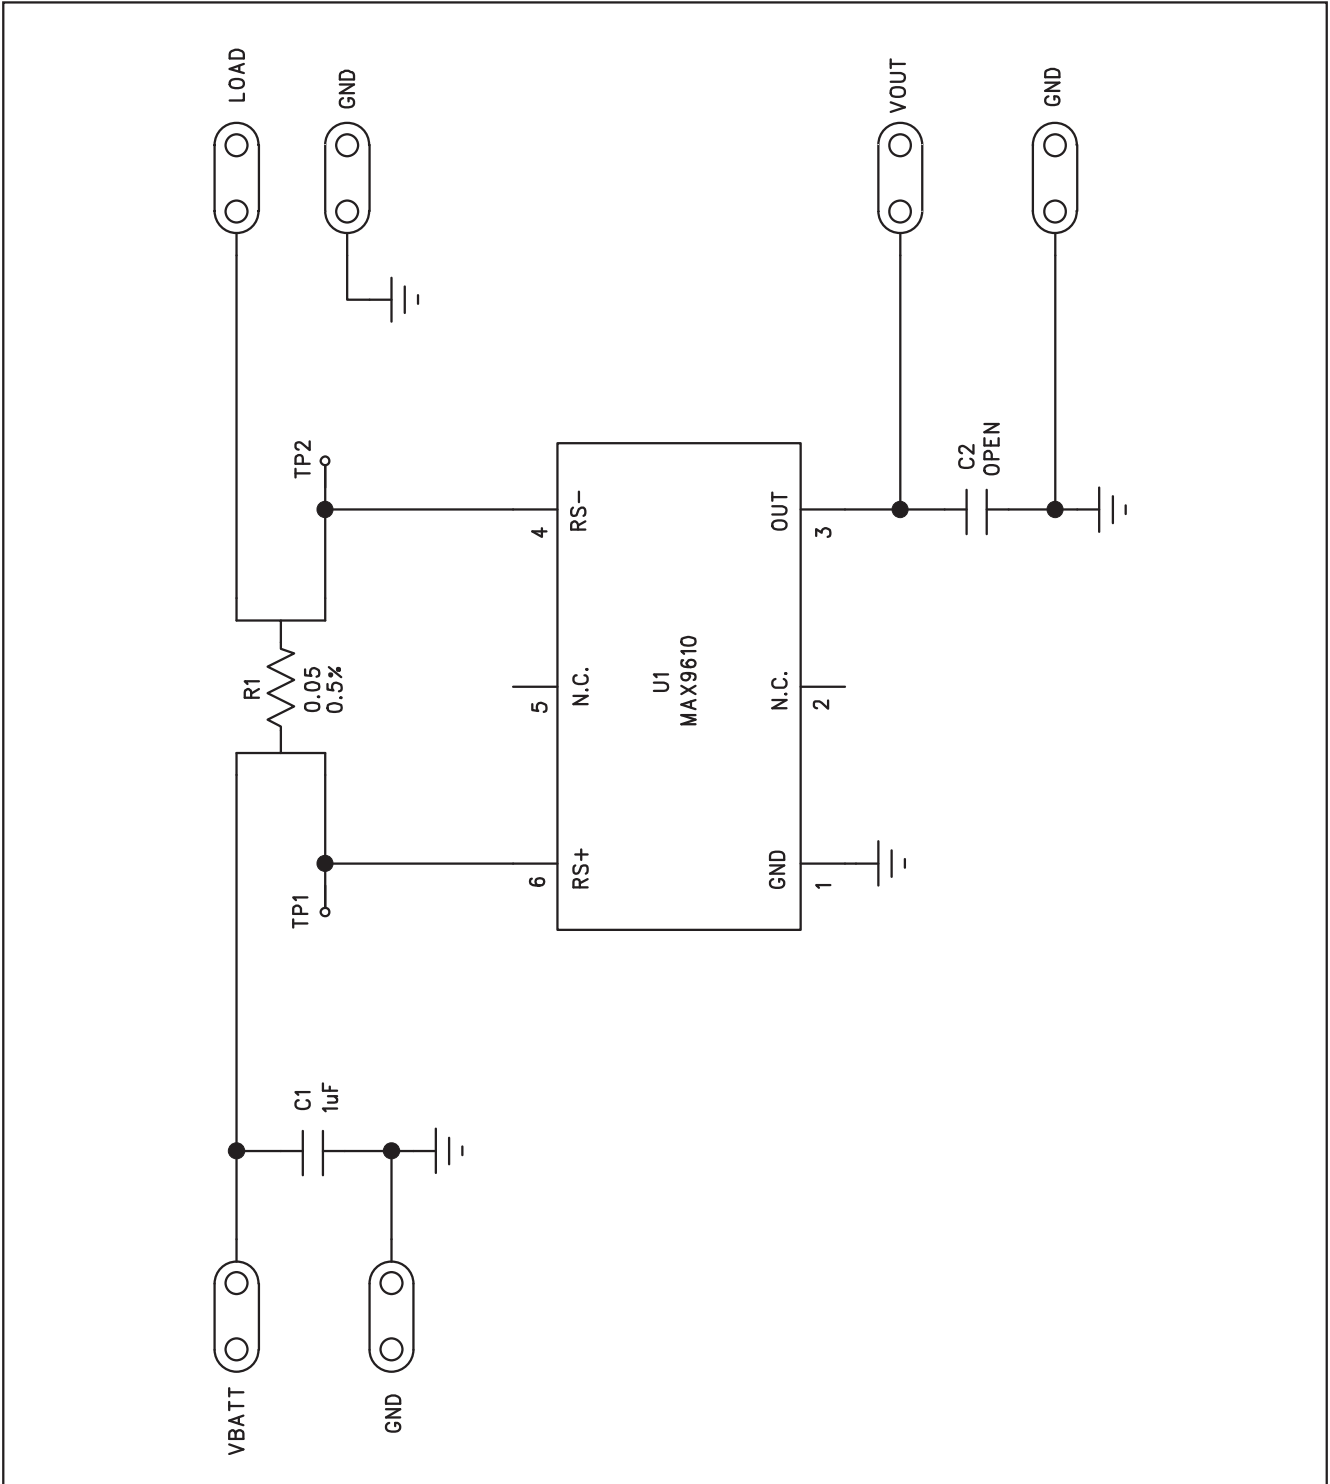 VBATT
GND
C1
1uF
TP1
R1
0.05
0.5%
TP2
LOAD
GND
6
RS+
5
N.C.
4
RS-
U1
MAX9610
GND
1
N.C.
2
OUT
3
C2
OPEN
VOUT
GND